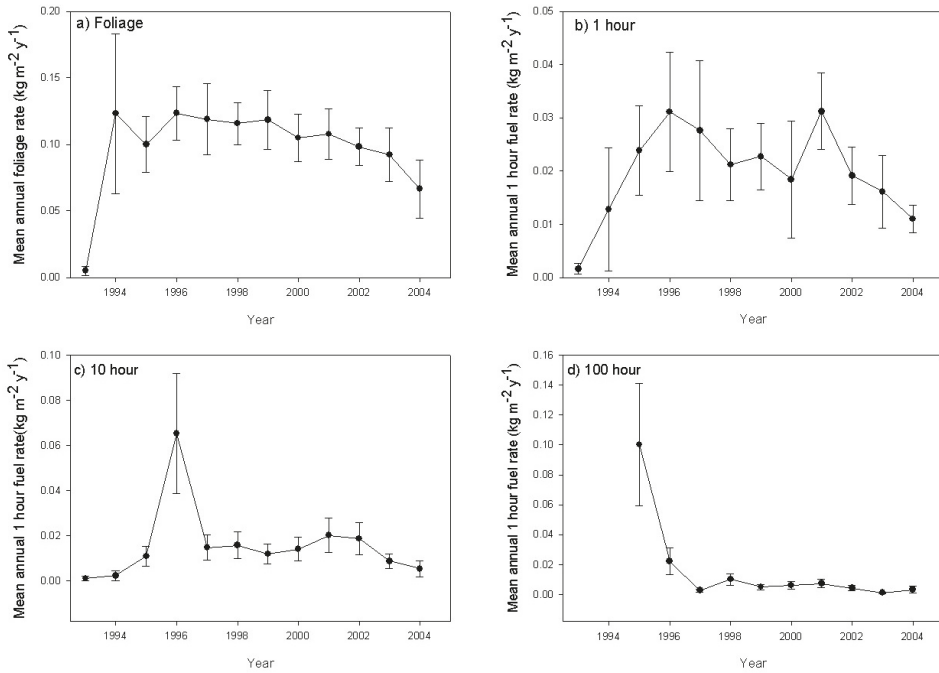 a) Foliage
Mean annual foliage rate (kg m-2 y-1)
0.20
0.15
0.10
0.05
0.00
1994 1996 1998 2000 2002 2004
Year
b) 1 hour
Mean annual 1 hour fuel rate (kg m-2 y-1)
0.05
0.04
0.03
0.02
0.01
0.00
1994 1996 1998 2000 2002 2004
Year
c) 10 hour
Mean annual 1 hour fuel rate(kg m-2 y-1)
0.10
0.08
0.06
0.04
0.02
0.00
1994 1996 1998 2000 2002 2004
Year
d) 100 hour
Mean annual 1 hour fuel rate (kg m-2 y-1)
0.16
0.14
0.12
0.10
0.08
0.06
0.04
0.02
0.00
1994 1996 1998 2000 2002 2004
Year